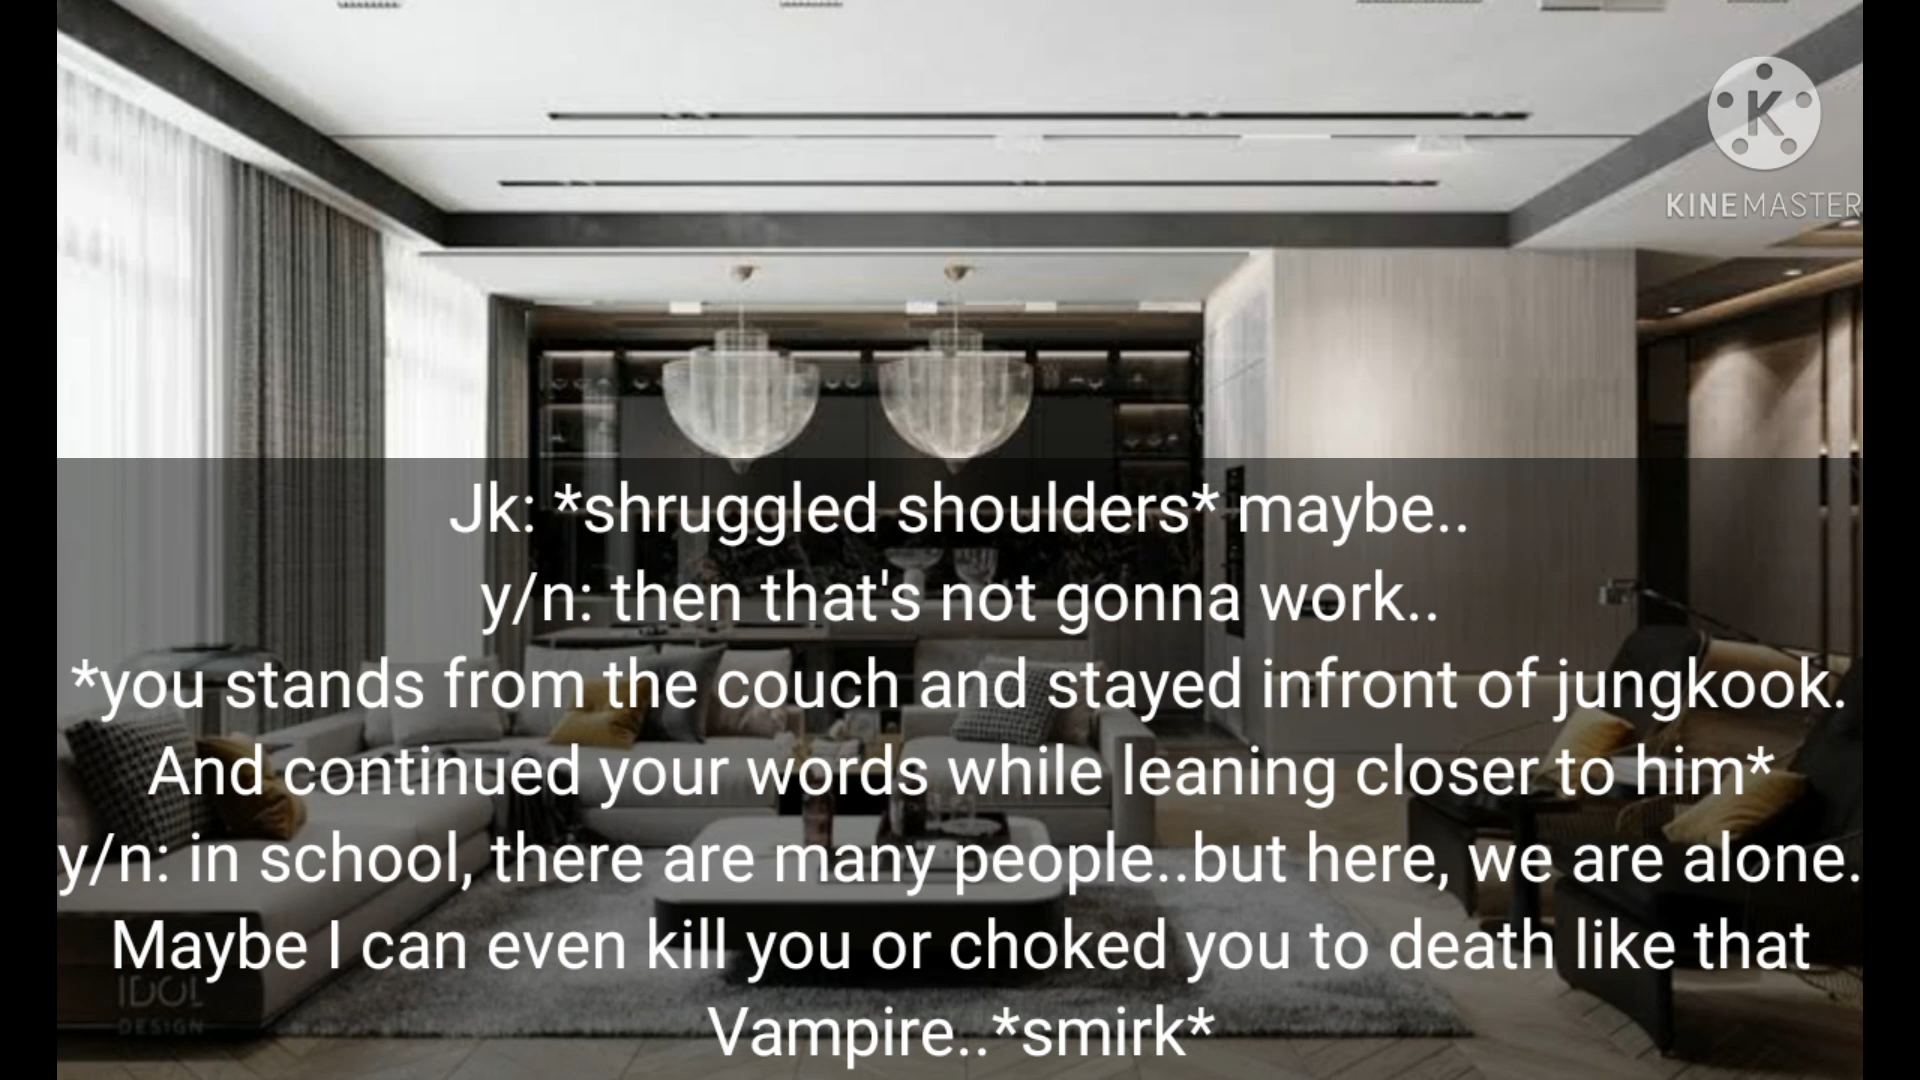 KINEMASTER
Jk: *shruggled shoulders* maybe..
y/n: then that's not gonna work..
*you stands from the couch and stayed infront of jungkook.
And continued your words while leaning closer to him*
y/n: in school, there are many people..but here, we are alone.
Maybe I can even kill you or choked you to death like that
Vampire..*smirk*
IDOL
DESIGN